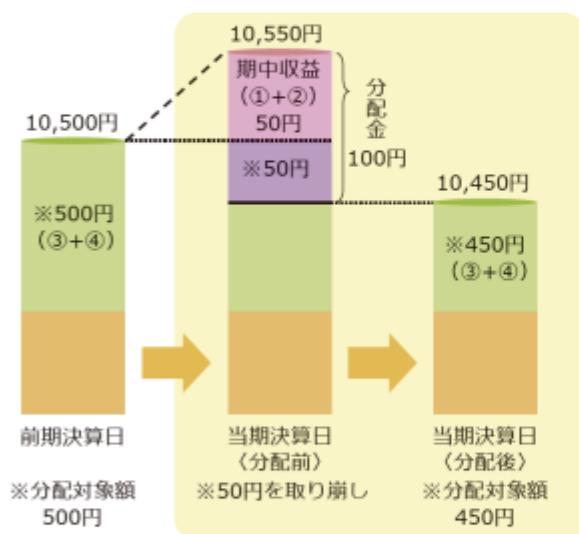 10,550円
期中収益
(①+②)
50円
分配金
100円
10,500円
※50円
10,450円
※500円
(③+④)
※450円
(③+④)
前期決算日
当期決算日
〈分配前〉
当期決算日
〈分配後〉
※分配対象額
500円
※50円を取り崩し
※分配対象額
450円